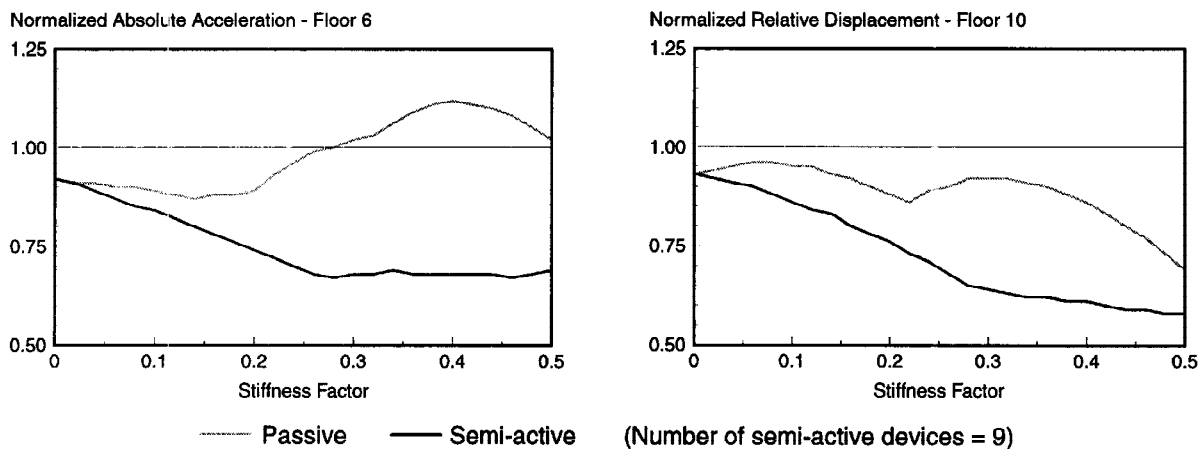 Normalized Absolute Acceleration - Floor 6
1.25
1.00
0.75
0.50
0 0.1 0.2 0.3 0.4 0.5
Stiffness Factor
Normalized Relative Displacement - Floor 10
1.25
1.00
0.75
0.50
0 0.1 0.2 0.3 0.4 0.5
Stiffness Factor
Passive Semi-active (Number of semi-active devices = 9)